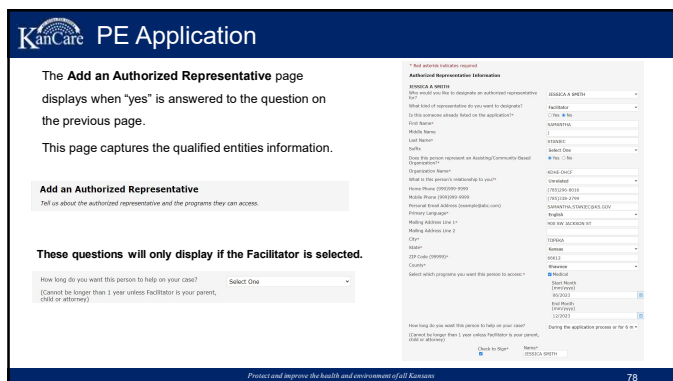 KanCare PE Application
The Add an Authorized Representative page
displays when "yes" is answered to the question on
the previous page.
This page captures the qualified entities information.
Add an Authorized Representative
Tell us about the authorized representative and the programs they can access.
These questions will only display if the Facilitator is selected.
How long do you want this person to help on your case? Select One
(Cannot be longer than 1 year unless Facilitator is your parent,
child or attorney)
* Red asterisk indicates required
Authorized Representative Information
JESSICA A SMITH
Who would you like to designate an authorized representative
for?* JESSICA A SMITH
What kind of representative do you want to designate? Facilitator
Is this someone already listed on the application?* Yes No
First Name* SAMANTHA
Middle Name J
Last Name* STANIEC
Suffix Select One
Does this person represent an Assisting/Community Based
Organization?* Yes No
Organization Name* KDHE-DHCF
What is this person's relationship to you?* Unrelated
Home Phone (999)999-9999 (785)296-8016
Mobile Phone (999)999-9999 (785)338-2799
Personal Email Address (example@abc.com) SAMANTHA.STANIEC@KS.GOV
Primary Language* English
Mailing Address Line 1 900 SW JACKSON ST
Mailing Address Line 2
City* TOPEKA
State* Kansas
ZIP Code (99999)* 66612
County* Shawnee
Select which programs you want this person to access:* Medical
Start Month
(mm/yyyy)
06/2023
End Month
(mm/yyyy)
12/2023
How long do you want this person to help on your case? During the application process or for 6 m
(Cannot be longer than 1 year unless Facilitator is your parent,
child or attorney)
Check to Sign* Name*
JESSICA SMITH
Protect and improve the health and environment of all Kansans
78